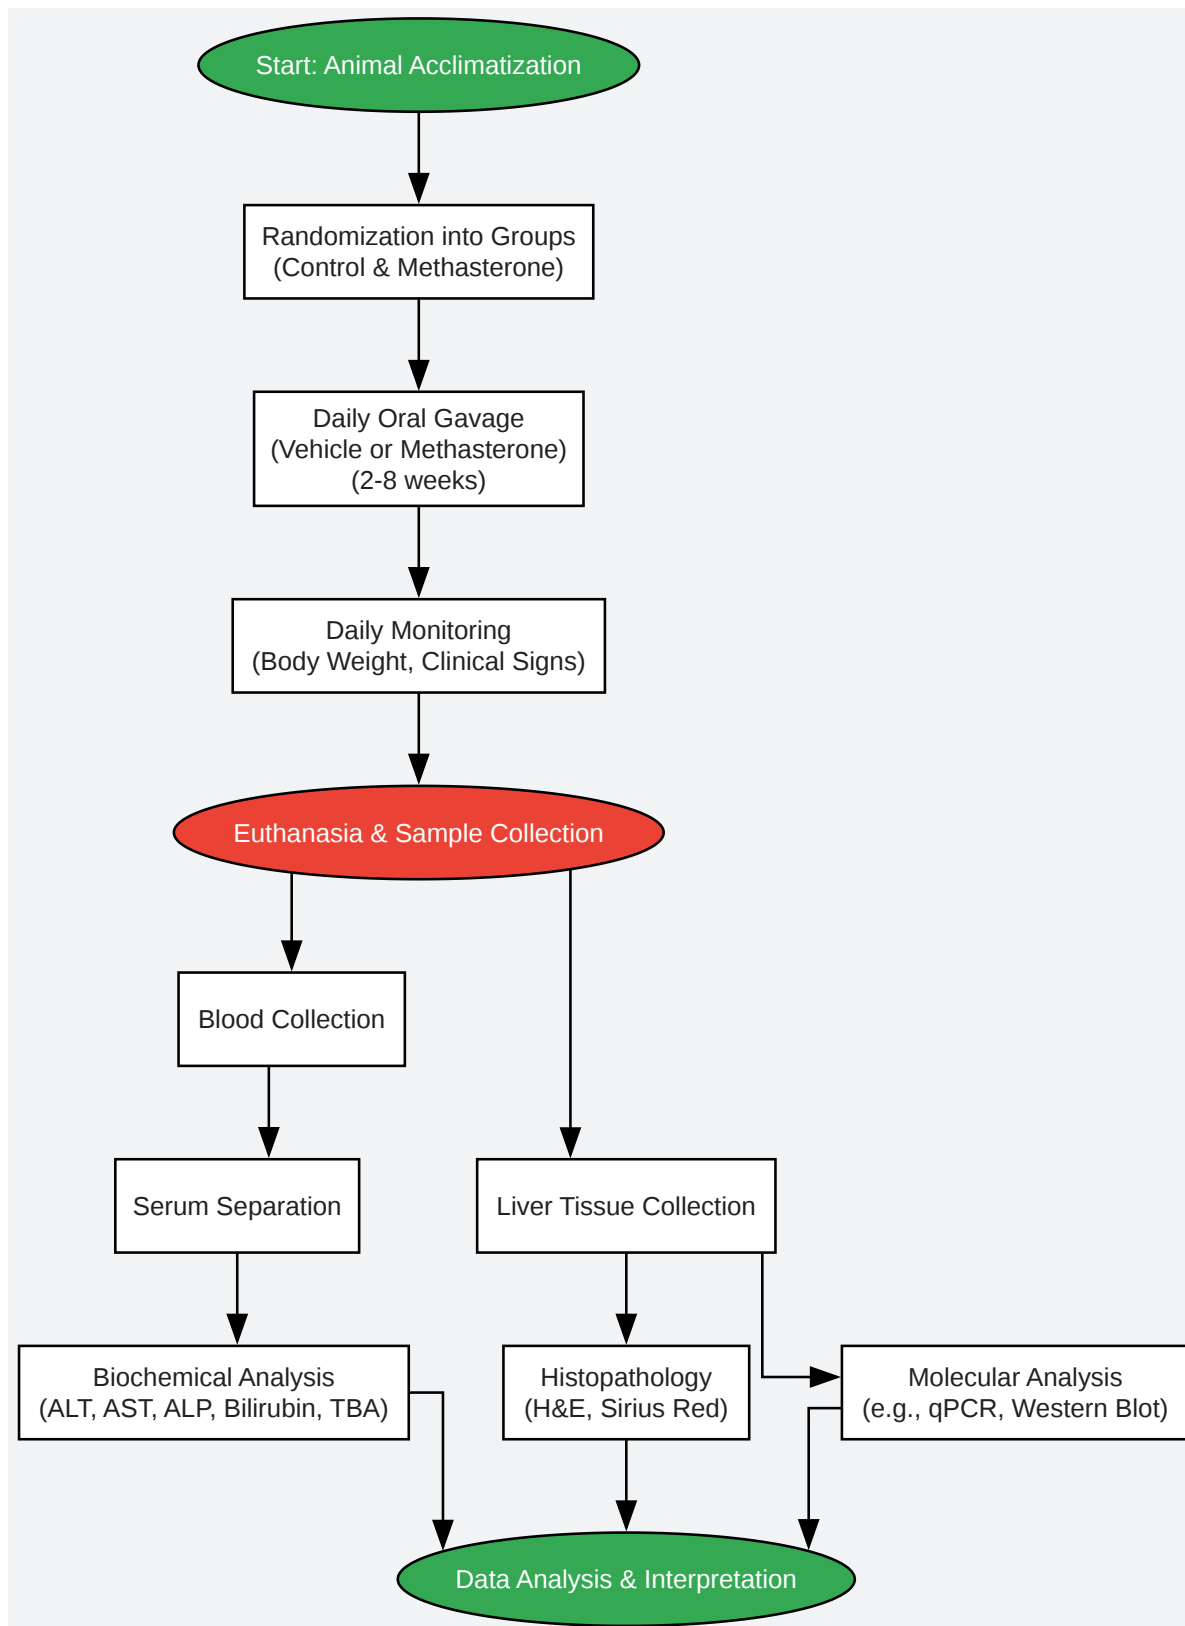 Start: Animal Acclimatization
Randomization into Groups
(Control & Methasterone)
Daily Oral Gavage
(Vehicle or Methasterone)
(2-8 weeks)
Daily Monitoring
(Body Weight, Clinical Signs)
Euthanasia & Sample Collection
Blood Collection
Serum Separation
Liver Tissue Collection
Biochemical Analysis
(ALT, AST, ALP, Bilirubin, TBA)
Histopathology
(H&E, Sirius Red)
Molecular Analysis
(e.g., qPCR, Western Blot)
Data Analysis & Interpretation